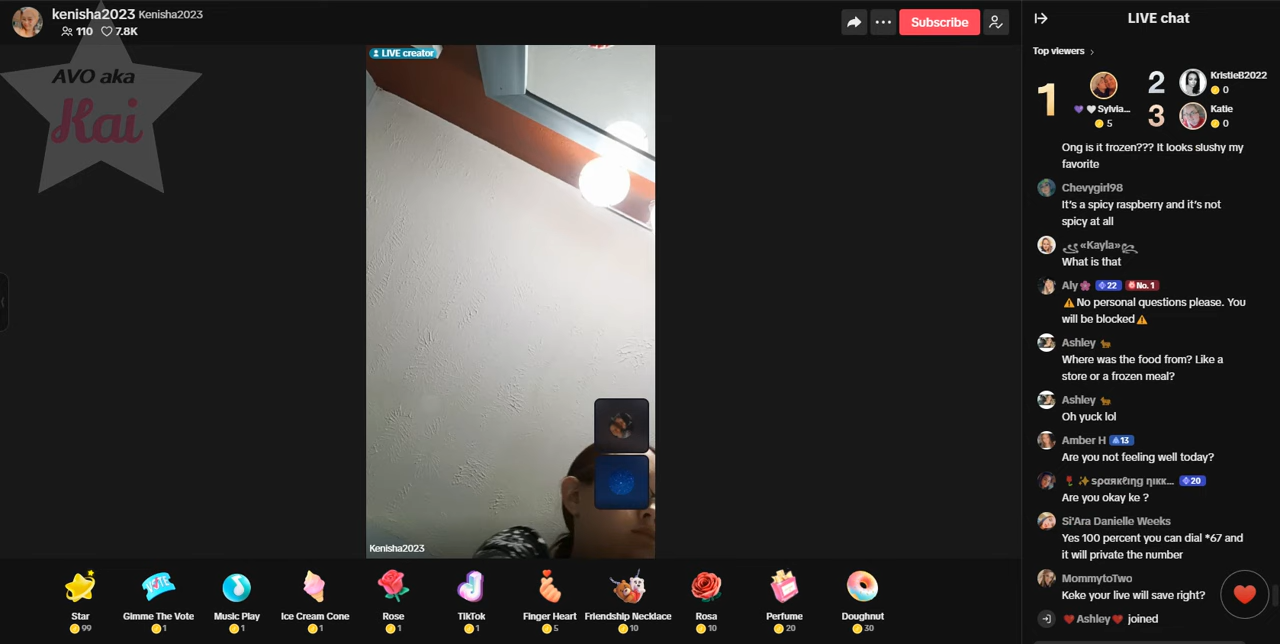 kenisha2023 Kenisha2023
110 7.8K
Subscribe
AVO aka
Kai
LIVE creator
Kenisha2023
LIVE chat
Top viewers
1
Sylvia...
5
2
KristieB2022
0
3
Katie
0
Ong is it frozen??? It looks slushy my
favorite
Chevygirl98
It's a spicy raspberry and it's not
spicy at all
«Kayla»
What is that
Aly 22 No. 1
No personal questions please. You
will be blocked
Ashley
Where was the food from? Like a
store or a frozen meal?
Ashley
Oh yuck lol
Amber H 13
Are you not feeling well today?
ѕραякℓιηg ηιкк... 20
Are you okay ke ?
Si'Ara Danielle Weeks
Yes 100 percent you can dial *67 and
it will private the number
MommytoTwo
Keke your live will save right?
Ashley joined
Star
99
Gimme The Vote
1
Music Play
1
Ice Cream Cone
1
Rose
1
TikTok
1
Finger Heart
5
Friendship Necklace
10
Rosa
10
Perfume
20
Doughnut
30